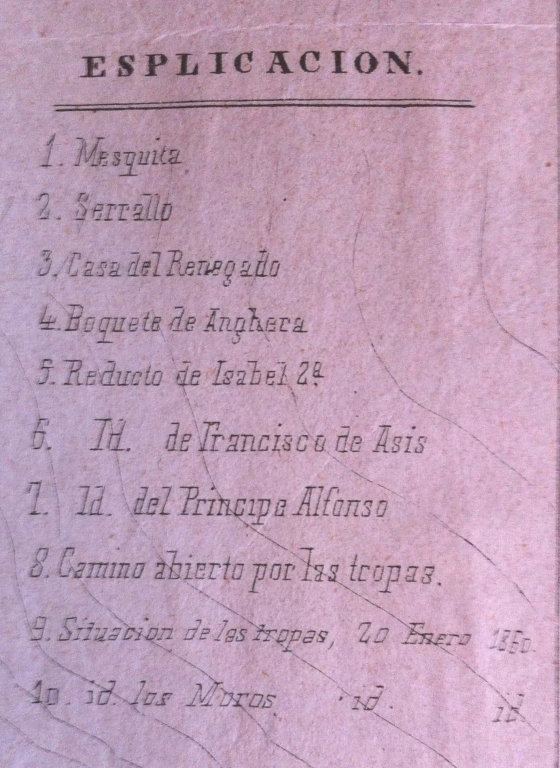 ESPLICACION.
1. Mesquita
2. Serrallo
3. Casa del Renegado
4. Boquete de Anghera
5. Reducto de Isabel 2ª
6. Id. de Francisco de Asis
7. Id. del Principe Alfonso
8. Camino abierto por las tropas.
9. Situacion de las tropas, 20 Enero 1860.
10. id. los Moros id. id.